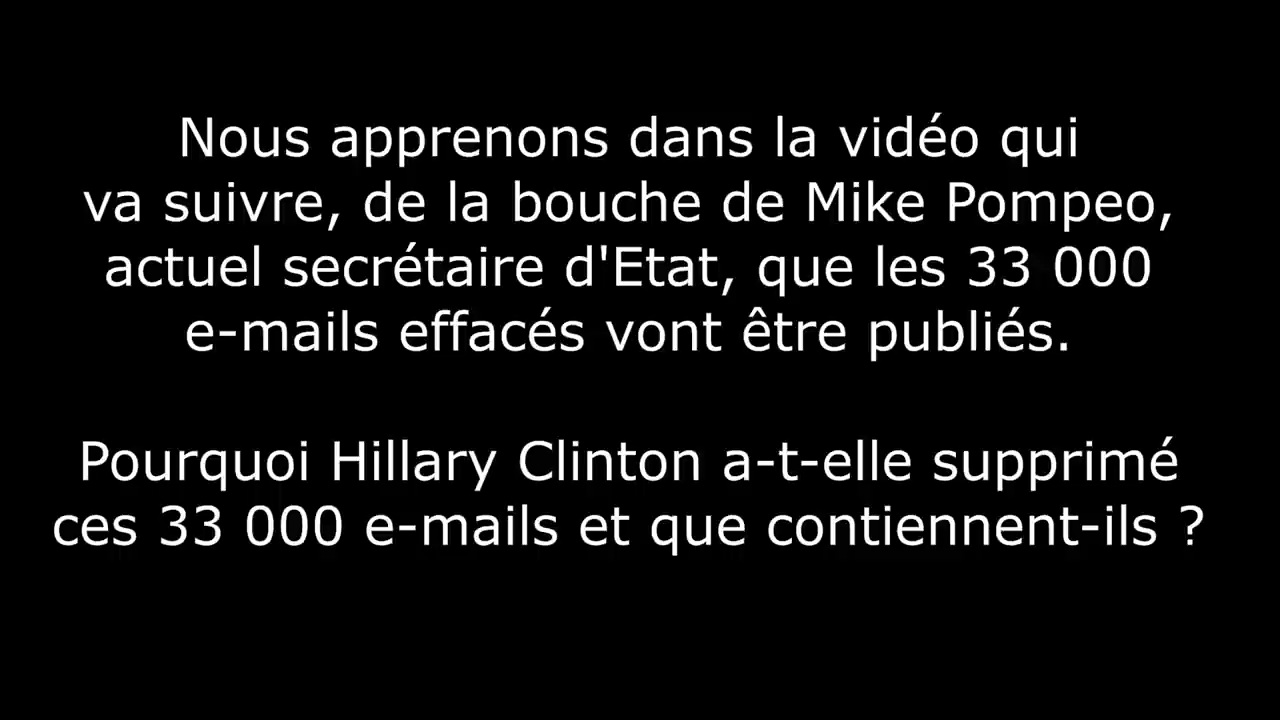 Nous apprenons dans la vidéo qui
va suivre, de la bouche de Mike Pompeo,
actuel secrétaire d'Etat, que les 33 000
e-mails effacés vont être publiés.
Pourquoi Hillary Clinton a-t-elle supprimé
ces 33 000 e-mails et que contiennent-ils ?